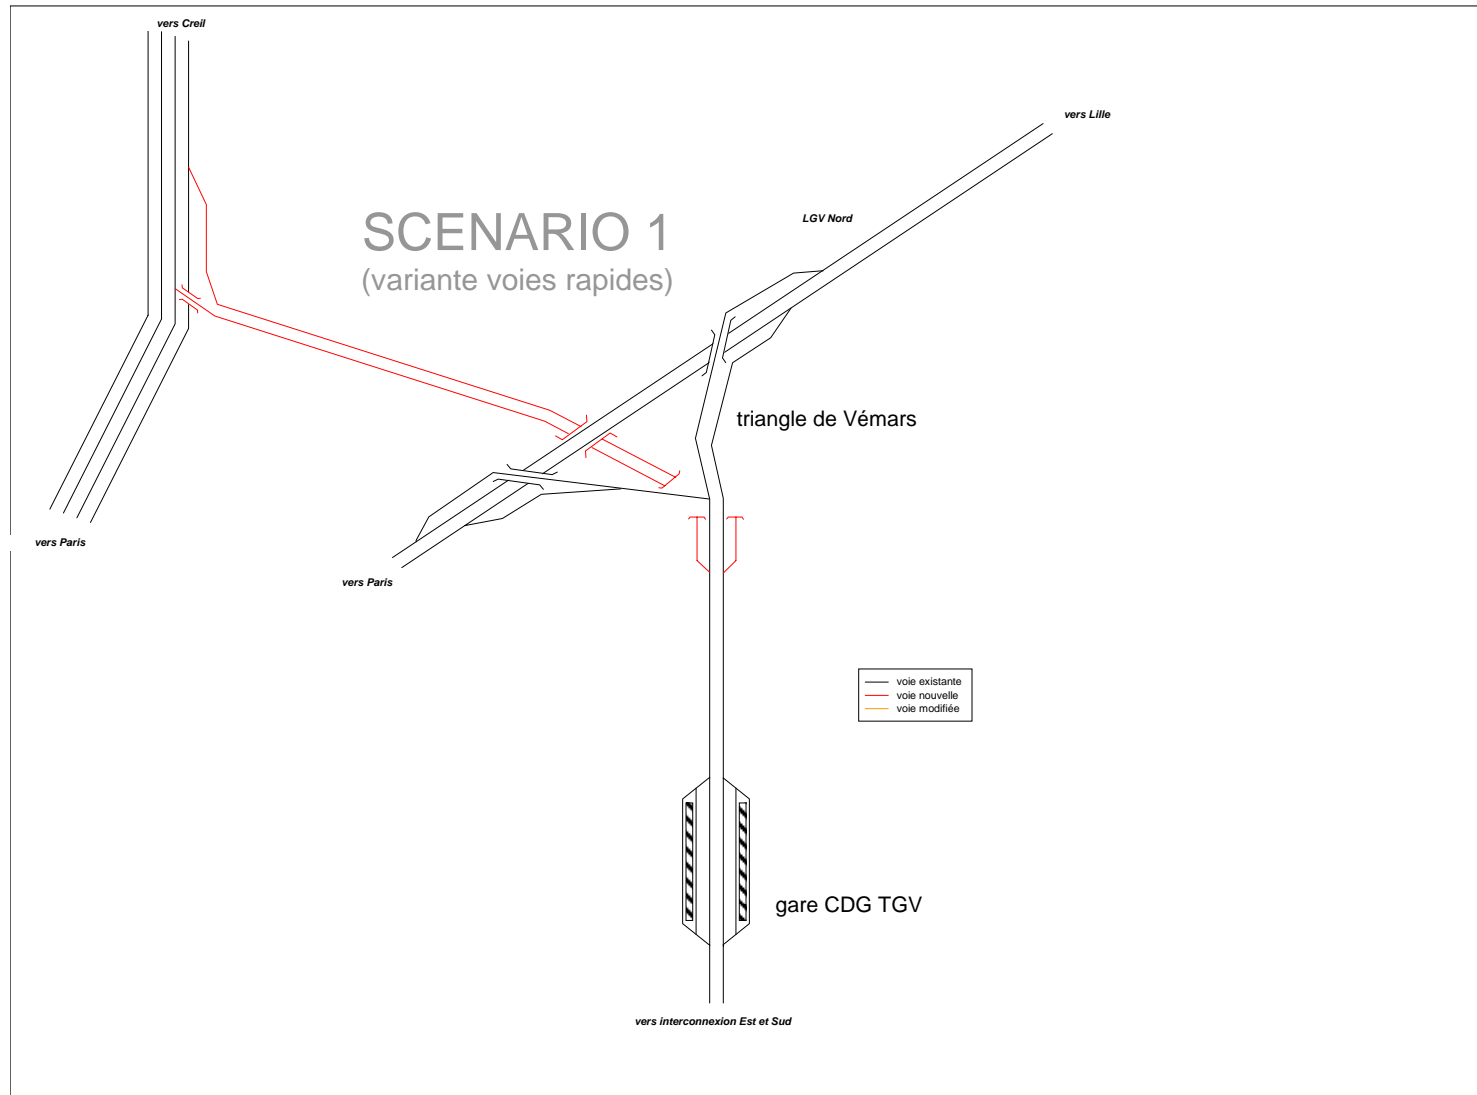 vers Creil
vers Lille
SCENARIO 1
(variante voies rapides)
LGV Nord
triangle de Vémars
vers Paris
vers Paris
voie existante
voie nouvelle
voie modifiée
gare CDG TGV
vers interconnexion Est et Sud